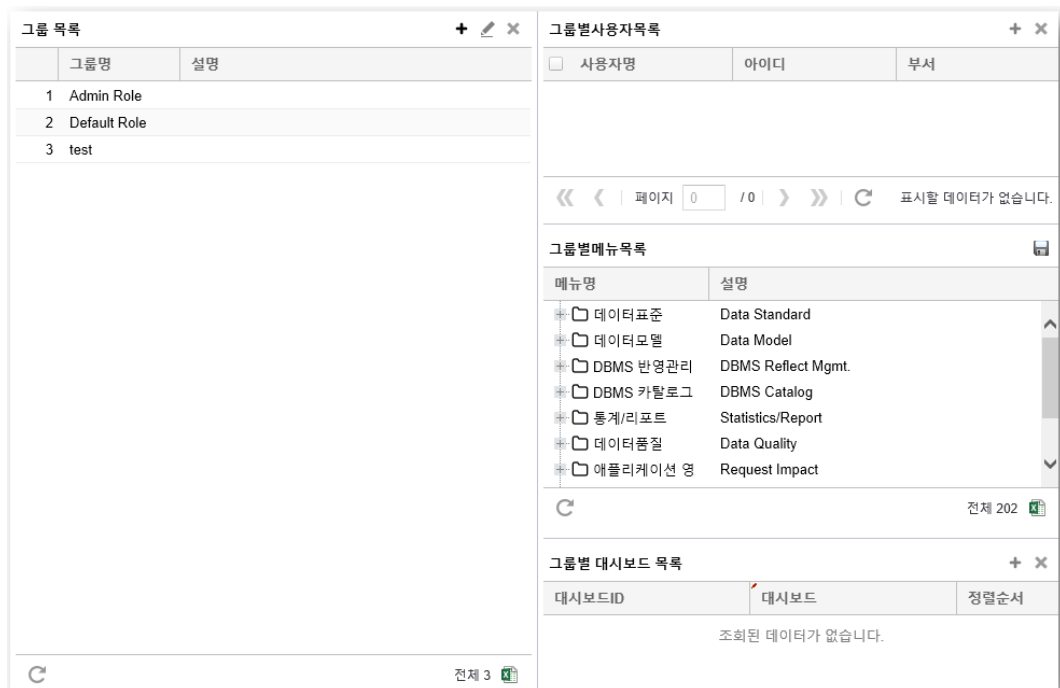 그룹 목록
그룹명 설명
1 Admin Role
2 Default Role
3 test
전체 3
그룹별사용자목록
사용자명 아이디 부서
페이지 0 / 0 표시할 데이터가 없습니다.
그룹별메뉴목록
메뉴명 설명
데이터표준 Data Standard
데이터모델 Data Model
DBMS 반영관리 DBMS Reflect Mgmt.
DBMS 카탈로그 DBMS Catalog
통계/리포트 Statistics/Report
데이터품질 Data Quality
애플리케이션 영 Request Impact
전체 202
그룹별 대시보드 목록
대시보드ID 대시보드 정렬순서
조회된 데이터가 없습니다.